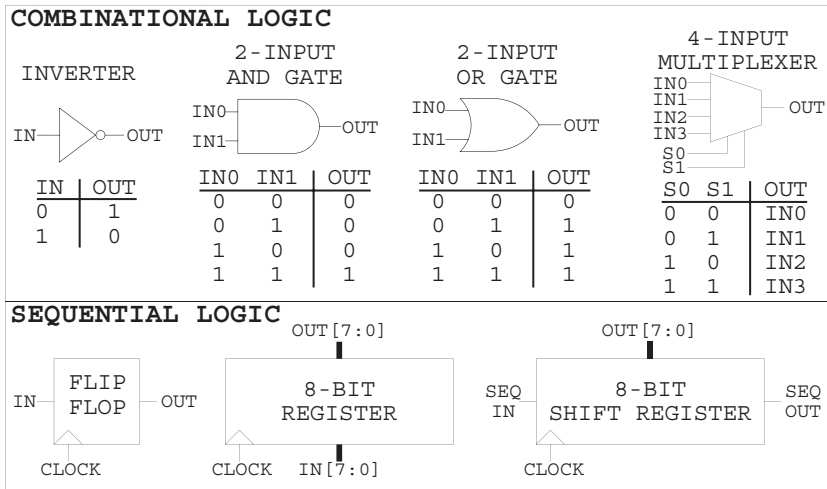 COMBINATIONAL LOGIC
INVERTER
IN
OUT
IN OUT
0 1
1 0
2-INPUT
AND GATE
IN0
IN1
OUT
IN0 IN1 OUT
0 0 0
0 1 0
1 0 0
1 1 1
2-INPUT
OR GATE
IN0
IN1
OUT
IN0 IN1 OUT
0 0 0
0 1 1
1 0 1
1 1 1
4-INPUT
MULTIPLEXER
IN0
IN1
IN2
IN3
S0
S1
OUT
S0 S1 OUT
0 0 IN0
0 1 IN1
1 0 IN2
1 1 IN3
SEQUENTIAL LOGIC
IN
FLIP
FLOP
OUT
CLOCK
OUT[7:0]
8-BIT
REGISTER
CLOCK
IN[7:0]
OUT[7:0]
SEQ
IN
8-BIT
SHIFT REGISTER
SEQ
OUT
CLOCK